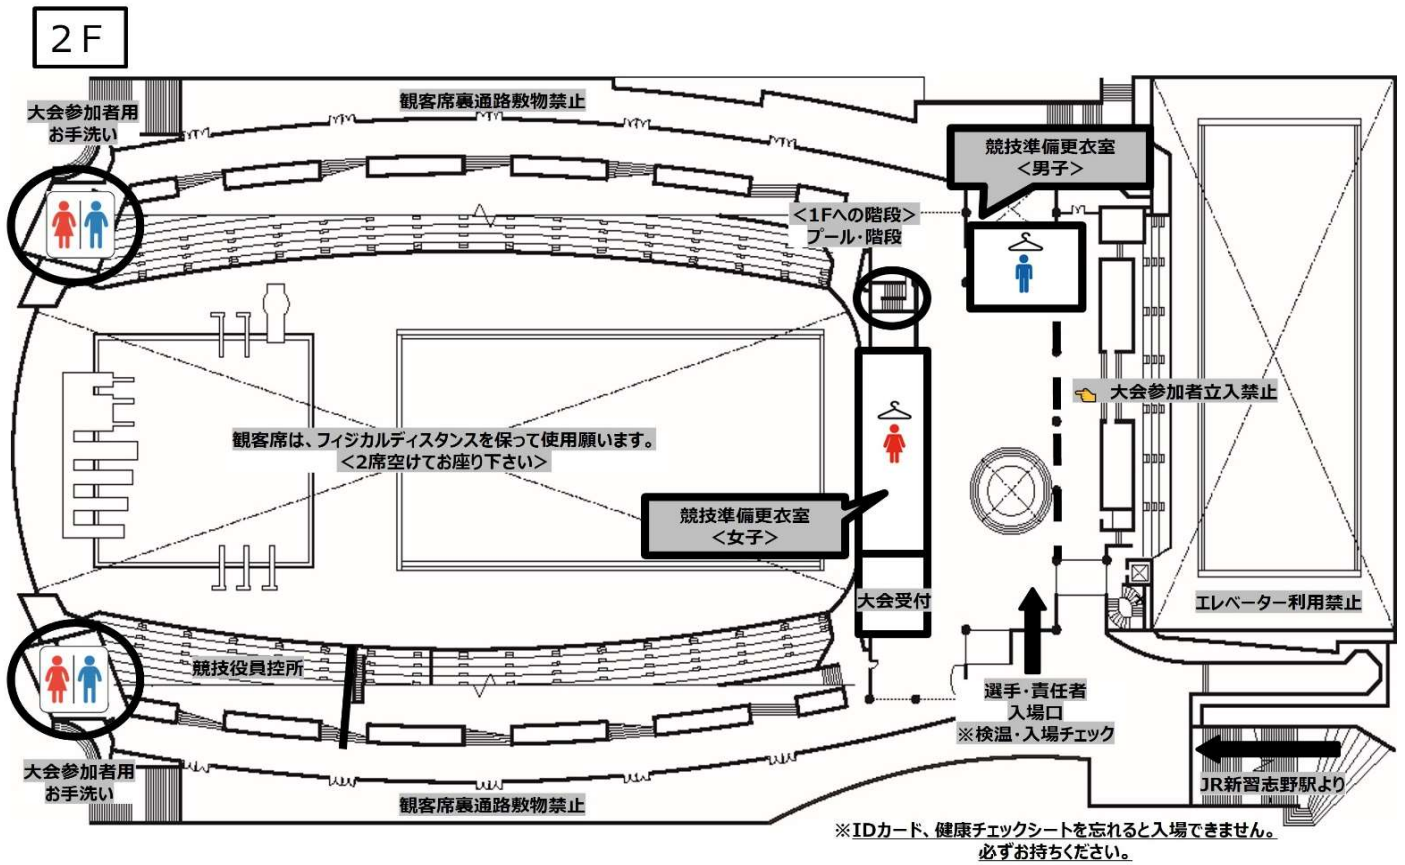 ２Ｆ
大会参加者用
お手洗い
観客席裏通路敷物禁止
競技準備更衣室
＜男子＞
＜1Fへの階段＞
プール・階段
大会参加者立入禁止
観客席は、フィジカルディスタンスを保って使用願います。
＜2席空けてお座り下さい＞
競技準備更衣室
＜女子＞
大会受付
エレベーター利用禁止
競技役員控所
選手・責任者
入場口
※検温・入場チェック
大会参加者用
お手洗い
観客席裏通路敷物禁止
JR新習志野駅より
※IDカード、健康チェックシートを忘れると入場できません。
必ずお持ちください。